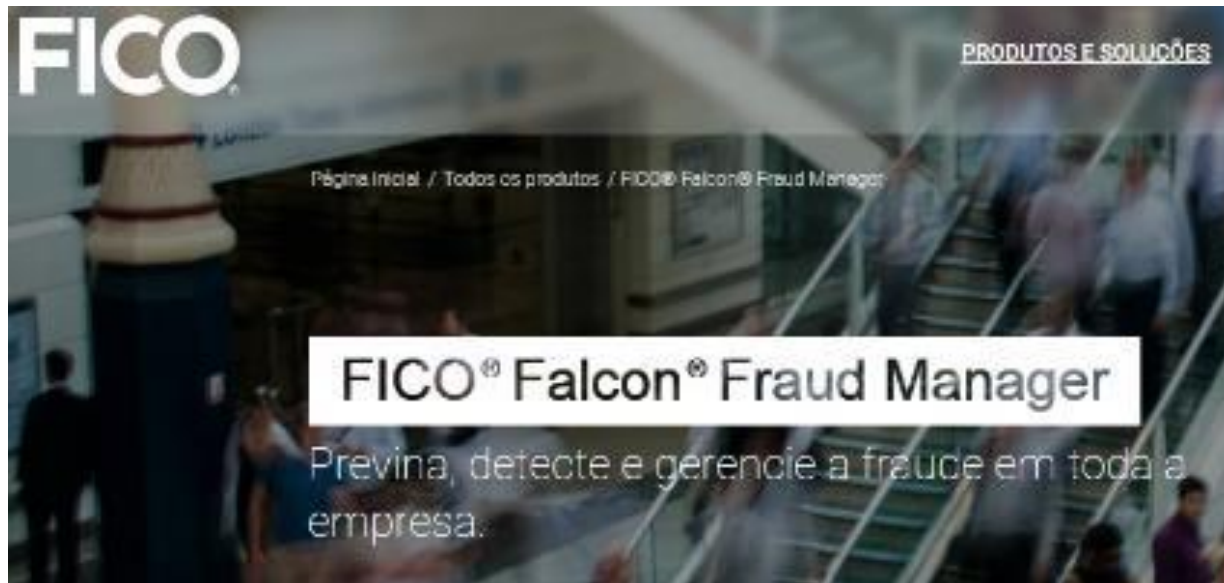 FICO®
PRODUTOS E SOLUÇÕES
Página Inicial / Todos os produtos / FICO® Falcon® Fraud Manager
FICO® Falcon® Fraud Manager
Previna, detecte e gerencie a fraude em toda a
empresa.